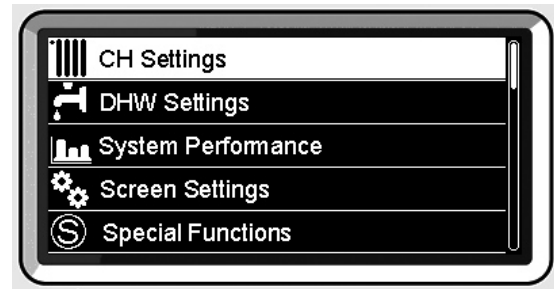 CH Settings
DHW Settings
System Performance
Screen Settings
S Special Functions